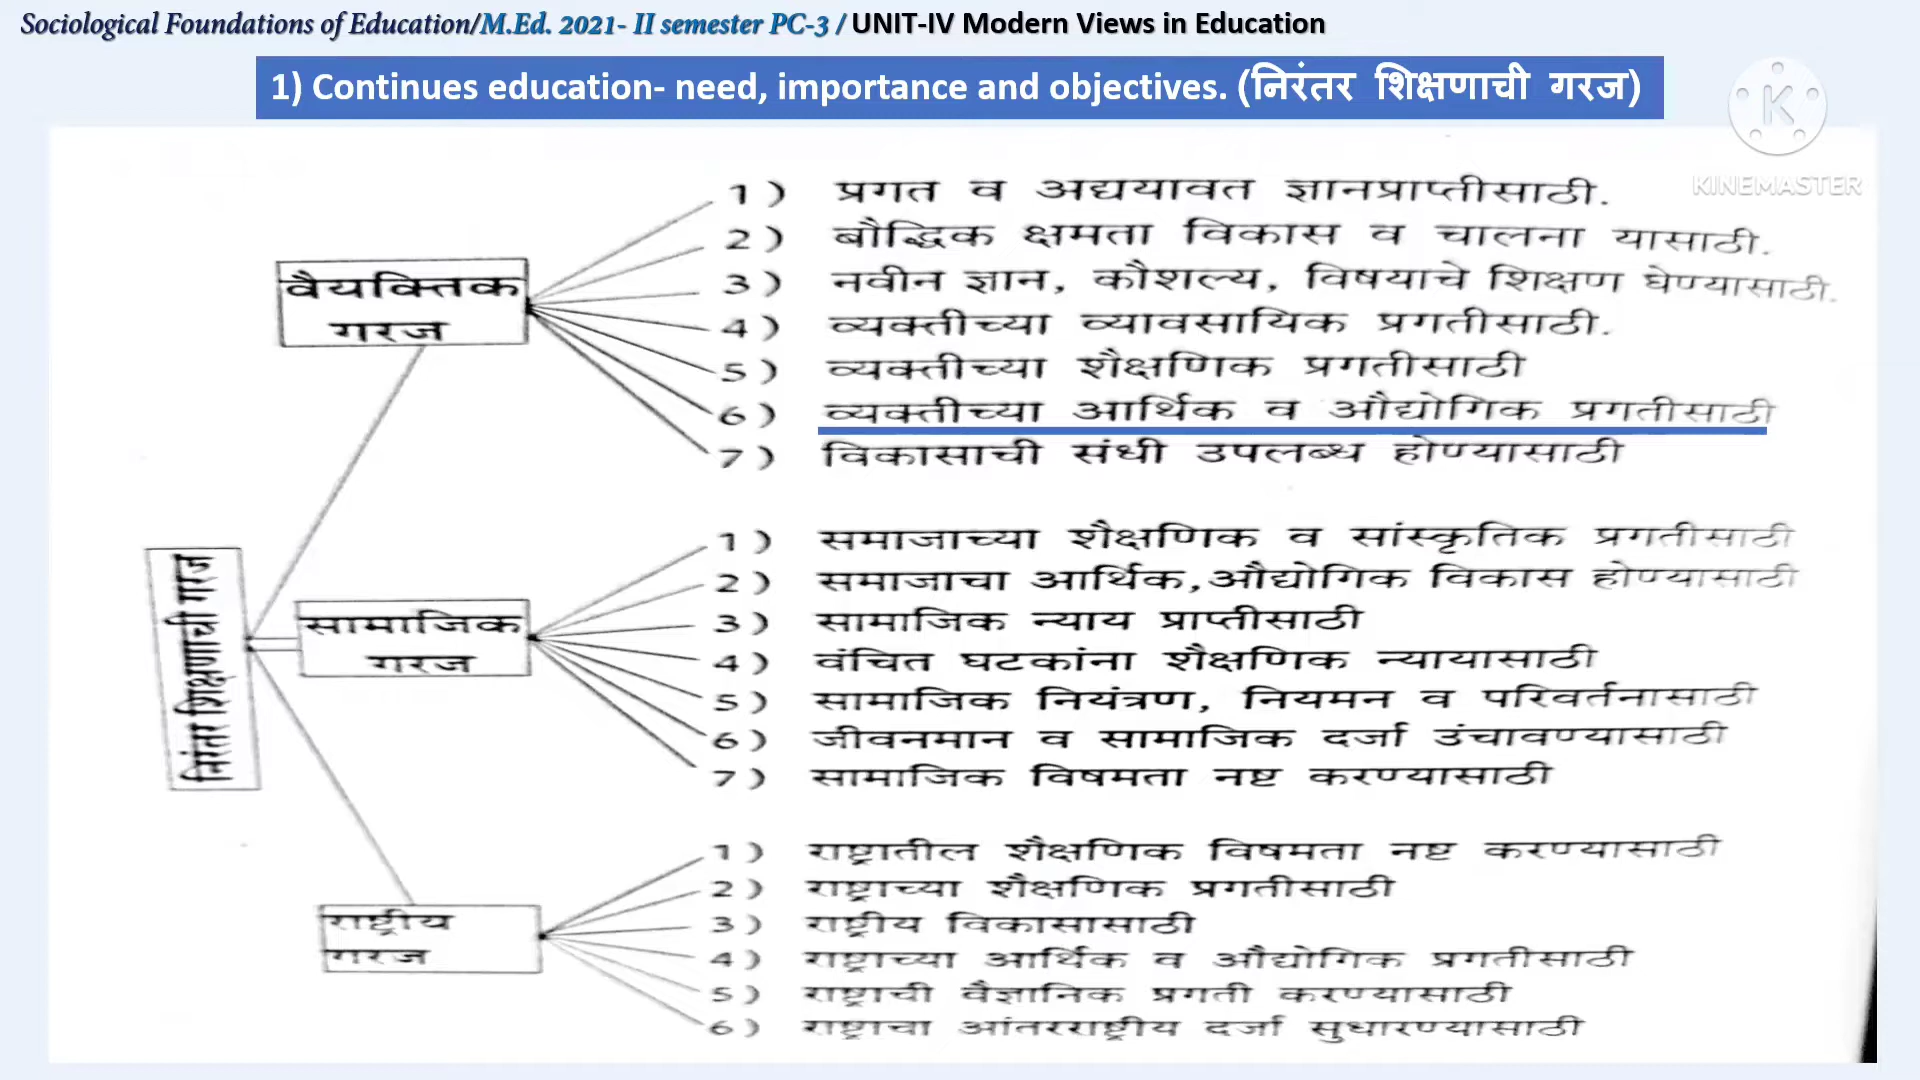 Sociological Foundations of Education/M.Ed. 2021- II semester PC-3 / UNIT-IV Modern Views in Education
1) Continues education- need, importance and objectives. (निरंतर शिक्षणाची गरज)
K
KINEMASTER
निरंतर शिक्षणाची गरज
वैयक्तिक
गरज
1) प्रगत व अद्ययावत ज्ञानप्राप्तीसाठी.
2) बौद्धिक क्षमता विकास व चालना यासाठी.
3) नवीन ज्ञान, कौशल्य, विषयाचे शिक्षण घेण्यासाठी.
4) व्यक्तीच्या व्यावसायिक प्रगतीसाठी.
5) व्यक्तीच्या शैक्षणिक प्रगतीसाठी
6) व्यक्तीच्या आर्थिक व औद्योगिक प्रगतीसाठी
7) विकासाची संधी उपलब्ध होण्यासाठी
सामाजिक
गरज
1) समाजाच्या शैक्षणिक व सांस्कृतिक प्रगतीसाठी
2) समाजाचा आर्थिक,औद्योगिक विकास होण्यासाठी
3) सामाजिक न्याय प्राप्तीसाठी
4) वंचित घटकांना शैक्षणिक न्यायासाठी
5) सामाजिक नियंत्रण, नियमन व परिवर्तनासाठी
6) जीवनमान व सामाजिक दर्जा उंचावण्यासाठी
7) सामाजिक विषमता नष्ट करण्यासाठी
राष्ट्रीय
गरज
1) राष्ट्रातील शैक्षणिक विषमता नष्ट करण्यासाठी
2) राष्ट्राच्या शैक्षणिक प्रगतीसाठी
3) राष्ट्रीय विकासासाठी
4) राष्ट्राच्या आर्थिक व औद्योगिक प्रगतीसाठी
5) राष्ट्राची वैज्ञानिक प्रगती करण्यासाठी
6) राष्ट्राचा आंतरराष्ट्रीय दर्जा सुधारण्यासाठी